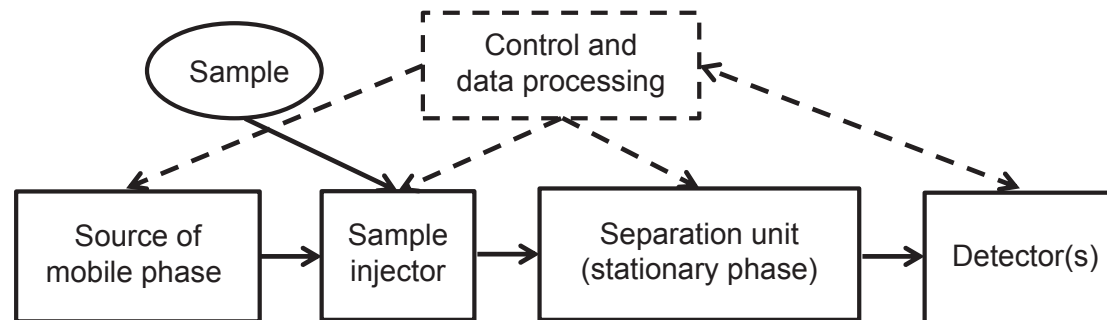 Control and
data processing
Sample
Source of
mobile phase
Sample
injector
Separation unit
(stationary phase)
Detector(s)